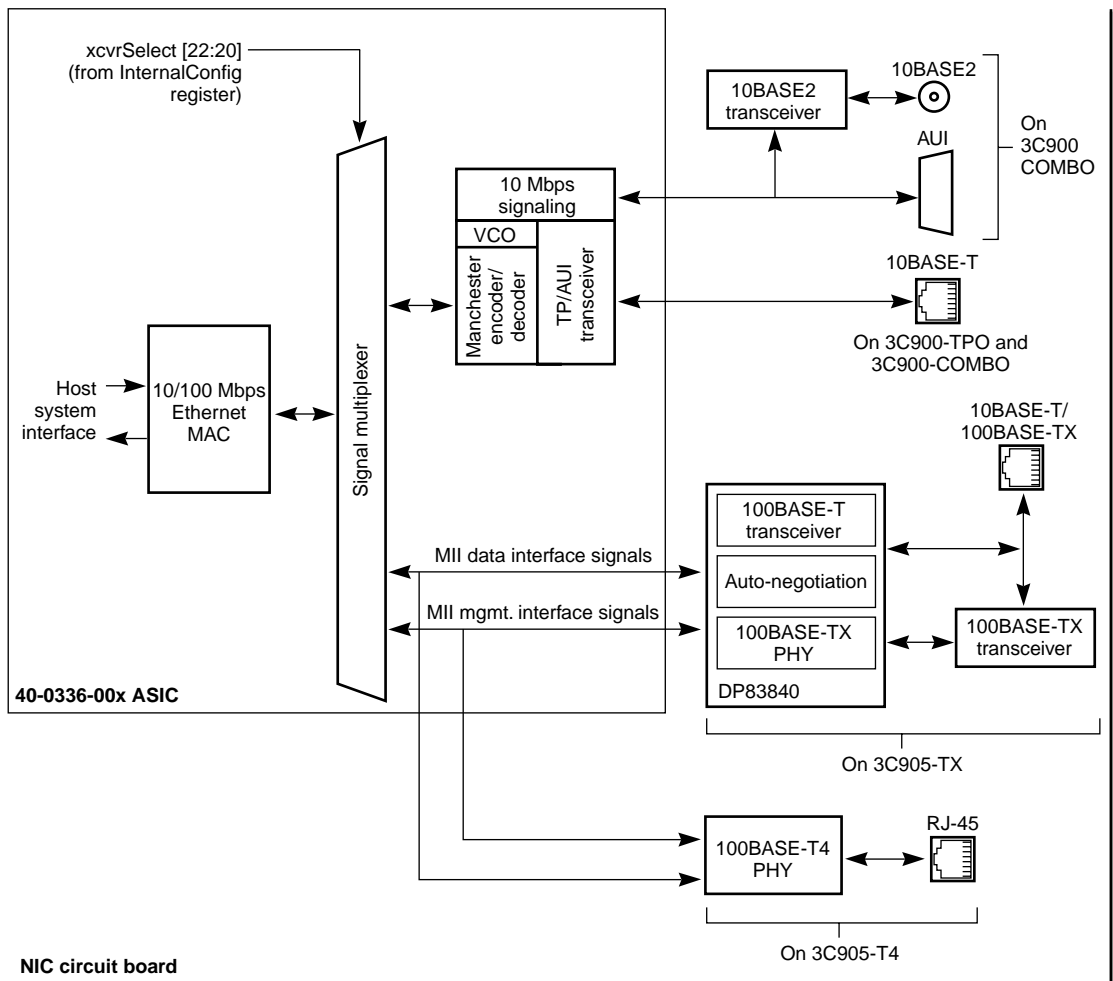 xcvrSelect [22:20]
(from InternalConfig
register)
10BASE2
transceiver
10BASE2
AUI
On
3C900
COMBO
10 Mbps
signaling
VCO
Manchester
encoder/
decoder
TP/AUI
transceiver
10BASE-T
On 3C900-TPO and
3C900-COMBO
Host
system
interface
10/100 Mbps
Ethernet
MAC
Signal multiplexer
10BASE-T/
100BASE-TX
MII data interface signals
MII mgmt. interface signals
100BASE-T
transceiver
Auto-negotiation
100BASE-TX
PHY
DP83840
100BASE-TX
transceiver
40-0336-00x ASIC
On 3C905-TX
100BASE-T4
PHY
RJ-45
On 3C905-T4
NIC circuit board